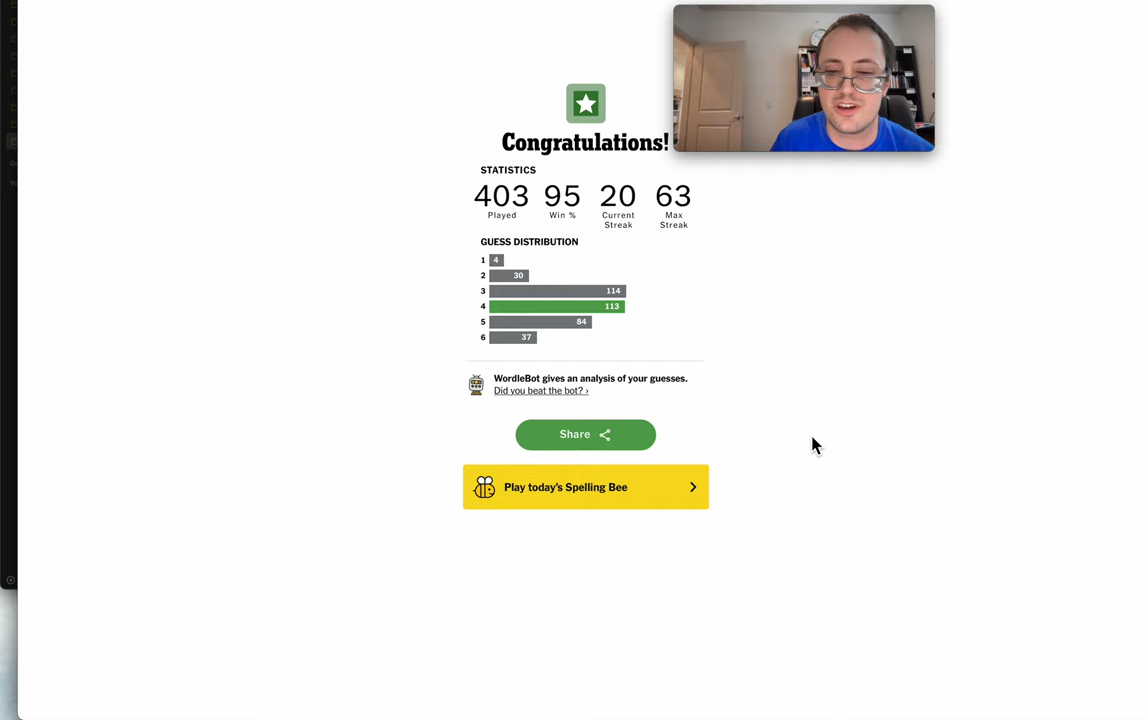 Congratulations!
STATISTICS
403 95 20 63
Played Win % Current Streak Max Streak
GUESS DISTRIBUTION
1 4
2 30
3 114
4 113
5 84
6 37
WordleBot gives an analysis of your guesses.
Did you beat the bot? ›
Share
Play today's Spelling Bee